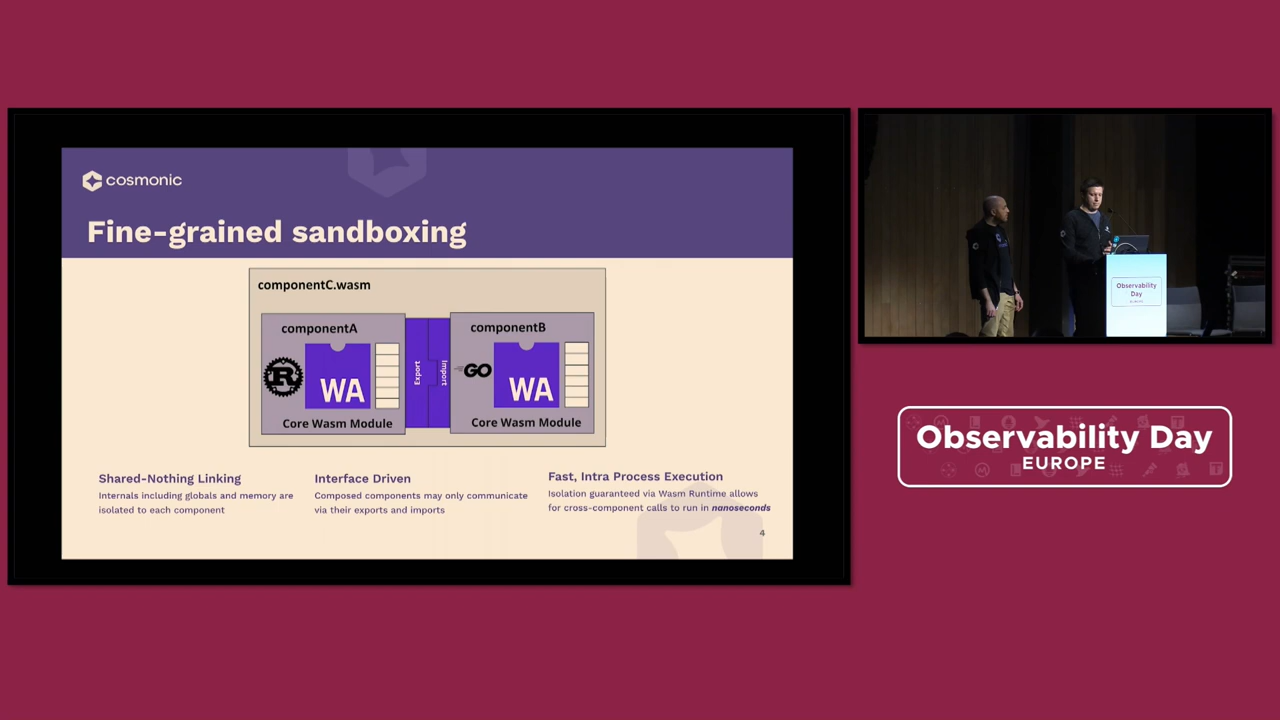 cosmonic
Fine-grained sandboxing
componentC.wasm
componentA
WA
Core Wasm Module
Export
Import
componentB
GO
WA
Core Wasm Module
Shared-Nothing Linking
Internals including globals and memory are
isolated to each component
Interface Driven
Composed components may only communicate
via their exports and imports
Fast, Intra Process Execution
Isolation guaranteed via Wasm Runtime allows
for cross-component calls to run in nanoseconds
4
Observability
Day
Observability Day
EUROPE